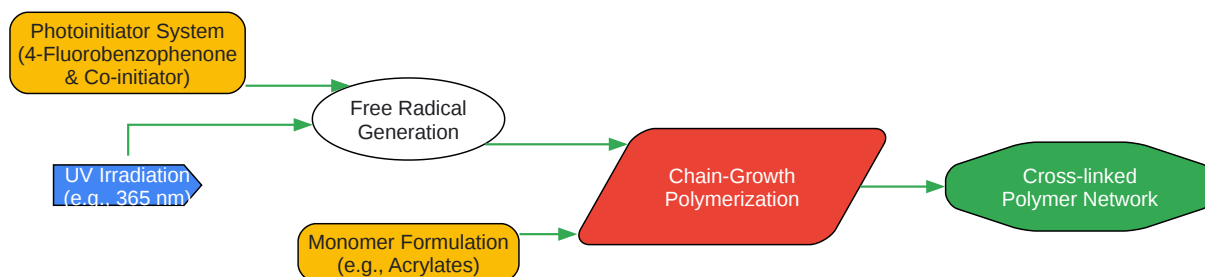 Photoinitiator System
(4-Fluorobenzophenone
& Co-initiator)
Free Radical
Generation
UV Irradiation
(e.g., 365 nm)
Chain-Growth
Polymerization
Cross-linked
Polymer Network
Monomer Formulation
(e.g., Acrylates)